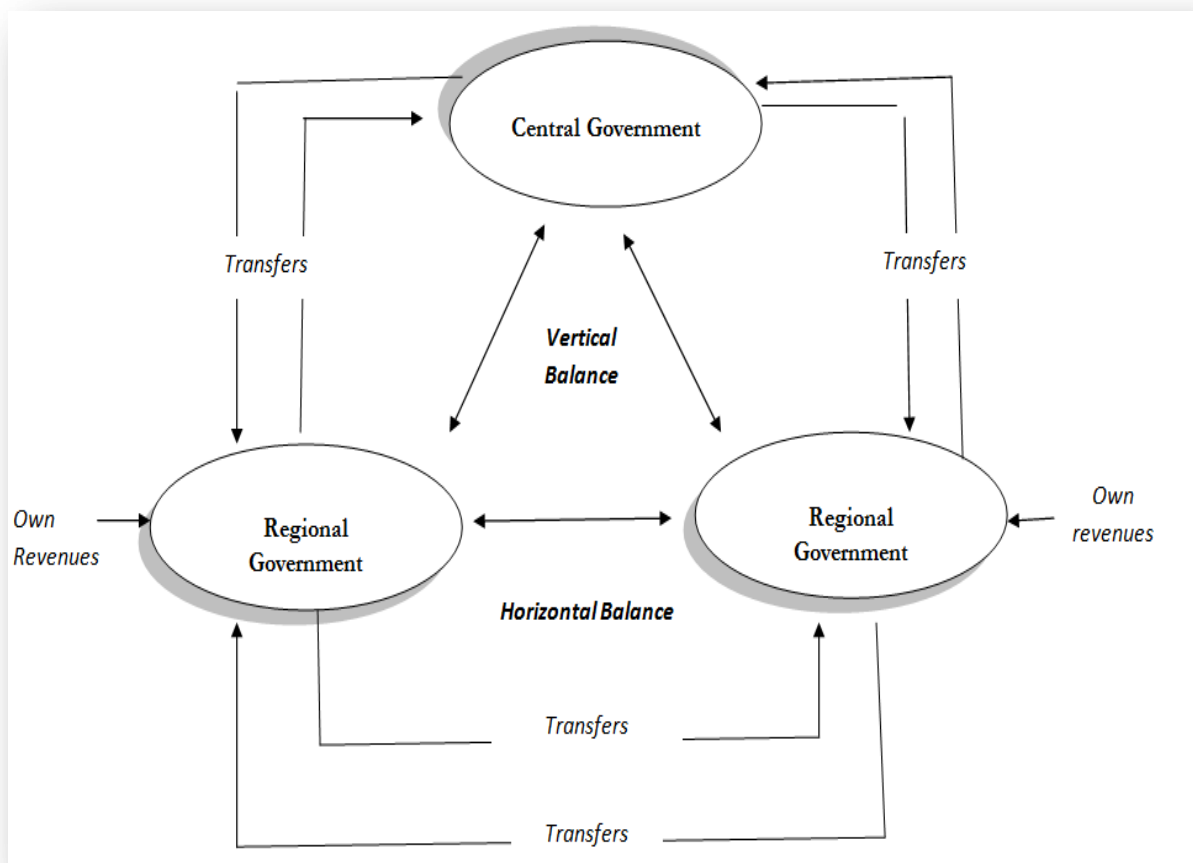 Central Government
Transfers
Transfers
Vertical
Balance
Own
Revenues
Regional
Government
Regional
Government
Own
revenues
Horizontal Balance
Transfers
Transfers